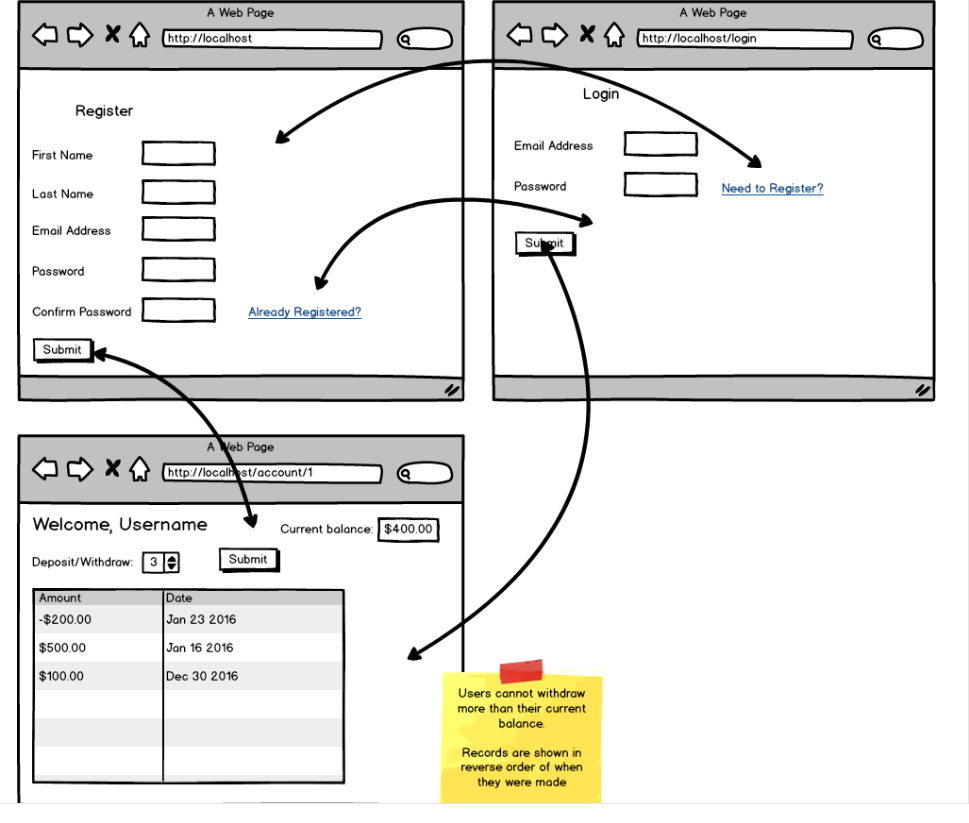 A Web Page
http://localhost
Register
First Name
Last Name
Email Address
Password
Confirm Password
Already Registered?
Submit
A Web Page
http://localhost/login
Login
Email Address
Password
Need to Register?
Submit
A Web Page
http://localhost/account/1
Welcome, Username
Current balance: $400.00
Deposit/Withdraw: 3 Submit
Amount Date
-$200.00 Jan 23 2016
$500.00 Jan 16 2016
$100.00 Dec 30 2016
Users cannot withdraw
more than their current
balance.
Records are shown in
reverse order of when
they were made